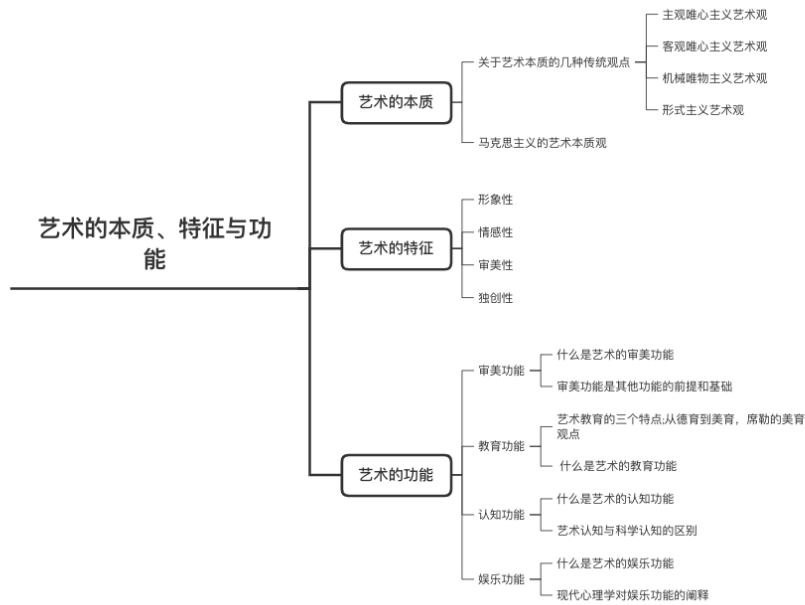 艺术的本质、特征与功
能
艺术的本质
关于艺术本质的几种传统观点
主观唯心主义艺术观
客观唯心主义艺术观
机械唯物主义艺术观
形式主义艺术观
马克思主义的艺术本质观
艺术的特征
形象性
情感性
审美性
独创性
艺术的功能
审美功能
什么是艺术的审美功能
审美功能是其他功能的前提和基础
教育功能
艺术教育的三个特点;从德育到美育，席勒的美育
观点
什么是艺术的教育功能
认知功能
什么是艺术的认知功能
艺术认知与科学认知的区别
娱乐功能
什么是艺术的娱乐功能
现代心理学对娱乐功能的阐释